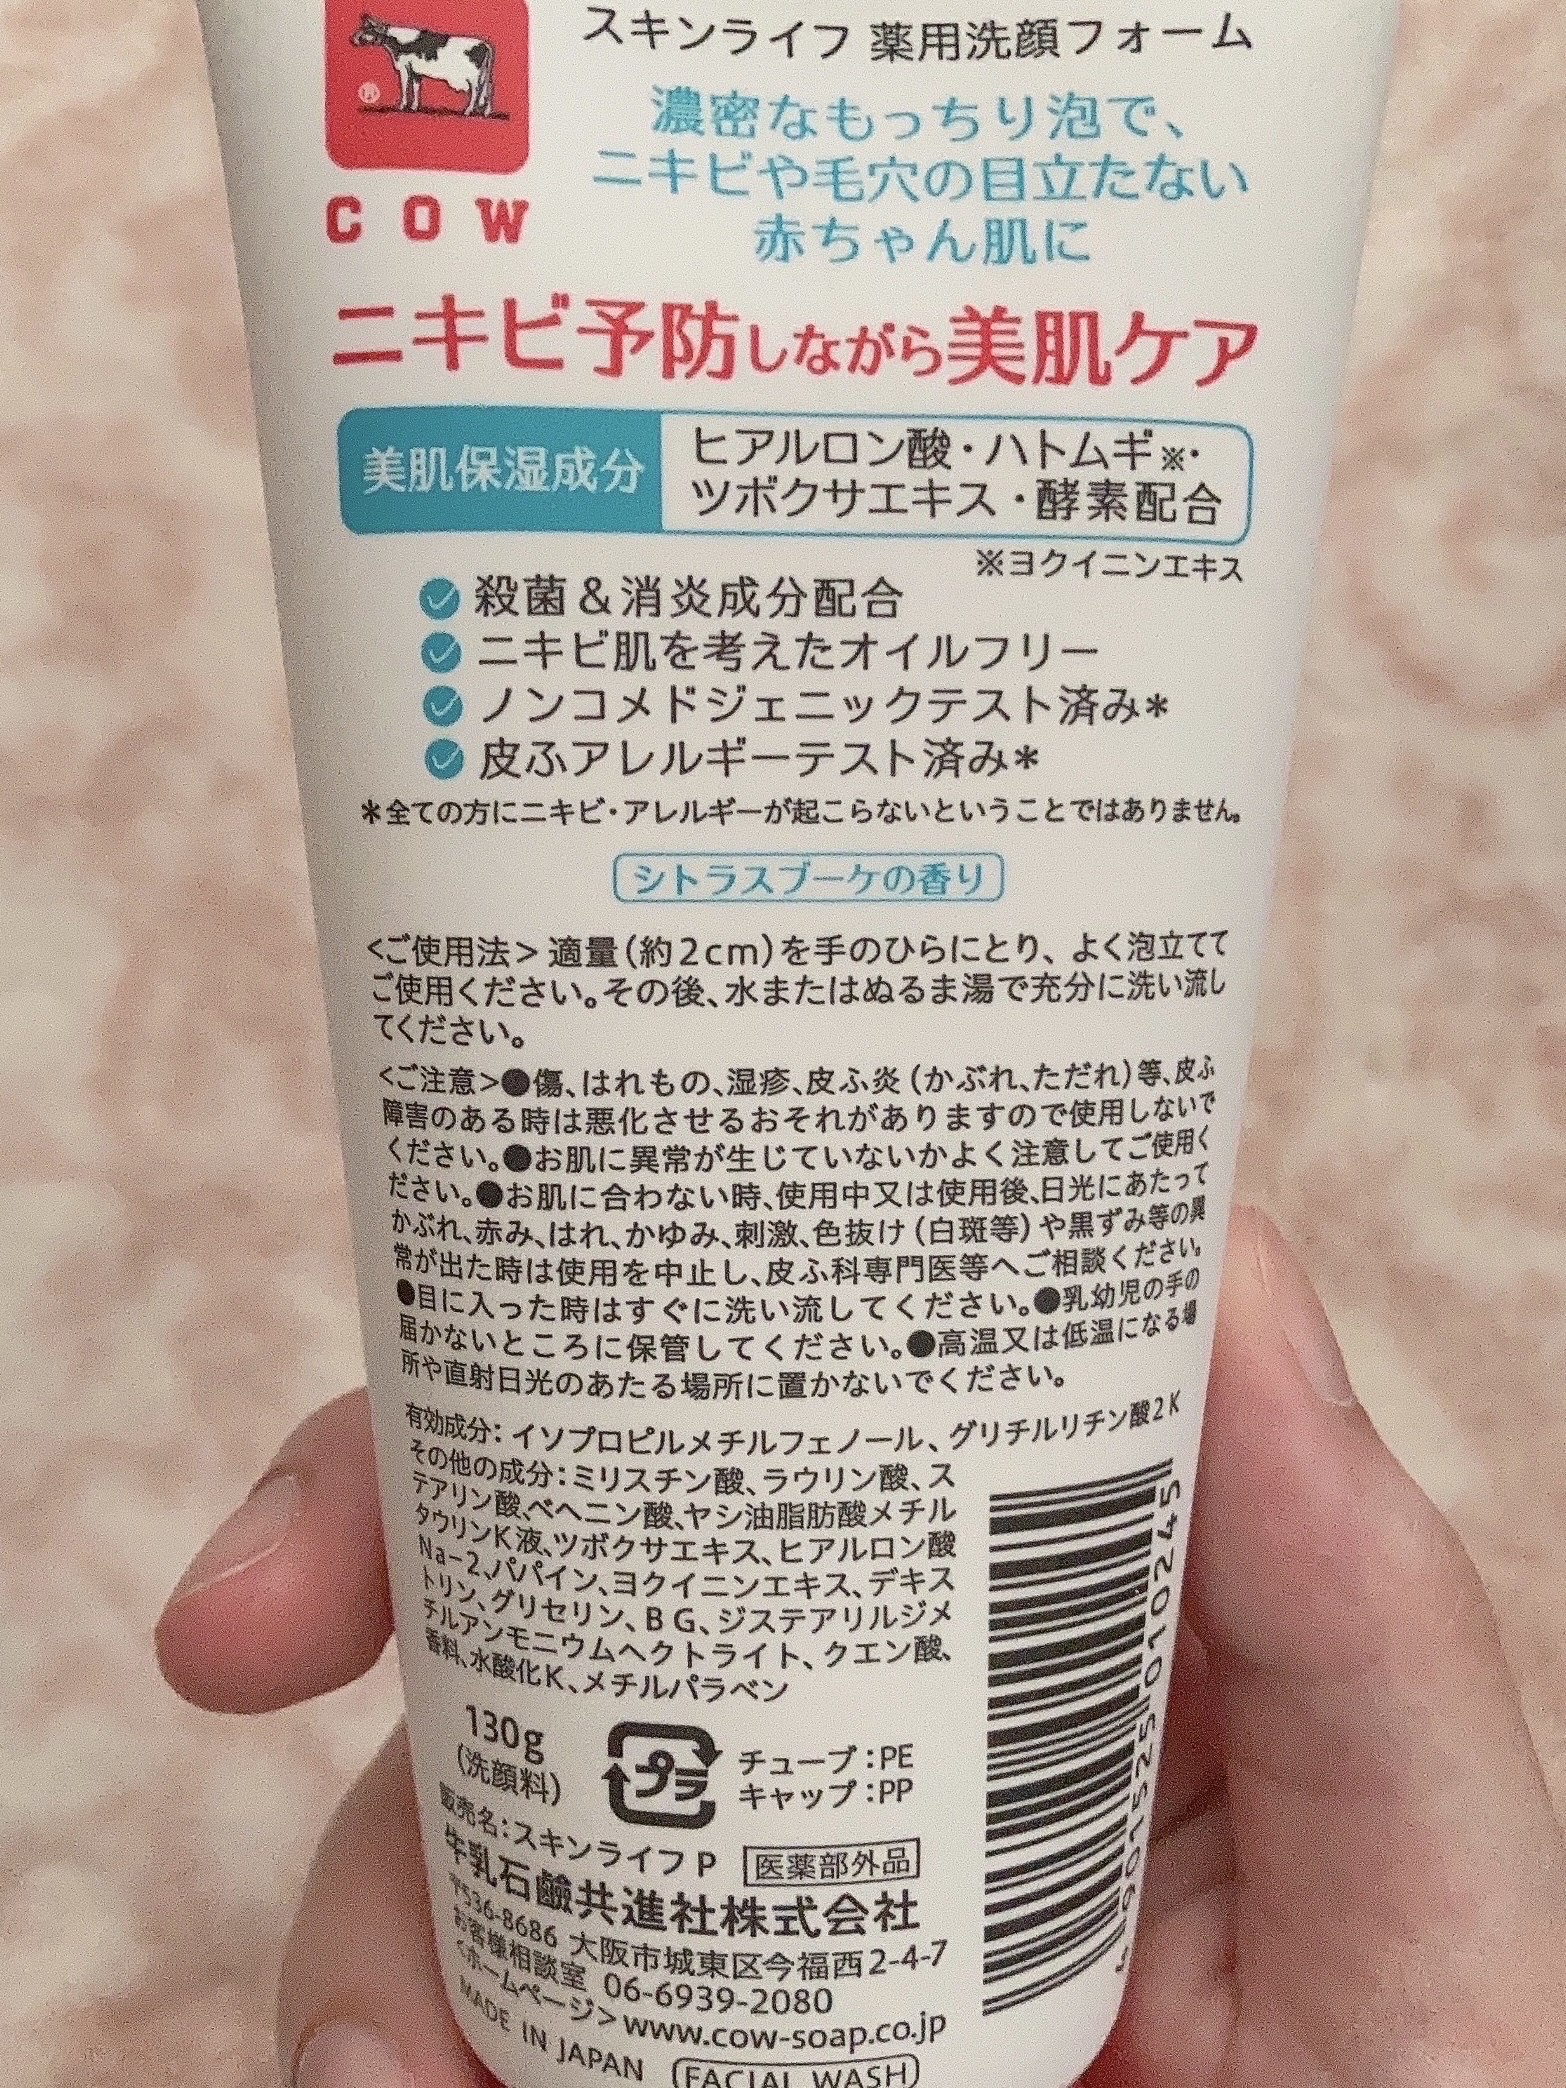 スキンライフ 薬用洗顔フォーム
濃密なもっちり泡で、
ニキビや毛穴の目立たない
赤ちゃん肌に
®
COW
ニキビ予防しながら美肌ケア
美肌保湿成分
ヒアルロン酸・ハトムギ※・
ツボクサエキス・酵素配合
※ヨクイニンエキス
殺菌&消炎成分配合
ニキビ肌を考えたオイルフリー
ノンコメドジェニックテスト済み*
皮ふアレルギーテスト済み*
*全ての方にニキビ・アレルギーが起こらないということではありません。
シトラスブーケの香り
<ご使用法>適量(約2cm)を手のひらにとり、よく泡立てて
ご使用ください。その後、水またはぬるま湯で充分に洗い流し
てください。
<ご注意>●傷、はれもの、湿疹、皮ふ炎(かぶれ、ただれ)等、皮ふ
障害のある時は悪化させるおそれがありますので使用しないで
ください。●お肌に異常が生じていないかよく注意してご使用く
ださい。●お肌に合わない時、使用中又は使用後、日光にあたって
かぶれ、赤み、はれ、かゆみ、刺激、色抜け(白斑等)や黒ずみ等の異
常が出た時は使用を中止し、皮ふ科専門医等へご相談ください。
●目に入った時はすぐに洗い流してください。●乳幼児の手の
届かないところに保管してください。●高温又は低温になる場
所や直射日光のあたる場所に置かないでください。
有効成分:イソプロピルメチルフェノール、グリチルリチン酸2K
その他の成分:ミリスチン酸、ラウリン酸、ス
テアリン酸、ベヘニン酸、ヤシ油脂肪酸メチル
タウリンK液、ツボクサエキス、ヒアルロン酸
Na-2、パパイン、ヨクイニンエキス、デキス
トリン、グリセリン、BG、ジステアリルジメ
チルアンモニウムヘクトライト、クエン酸、
香料、水酸化K、メチルパラベン
4901525010245
130g
(洗顔料)
プラ
チューブ:PE
キャップ:PP
販売名:スキンライフP 医薬部外品
牛乳石鹼共進社株式会社
〒536-8686 大阪市城東区今福西2-4-7
お客様相談室 06-6939-2080
<ホームページ>www.cow-soap.co.jp
MADE IN JAPAN FACIAL WASH